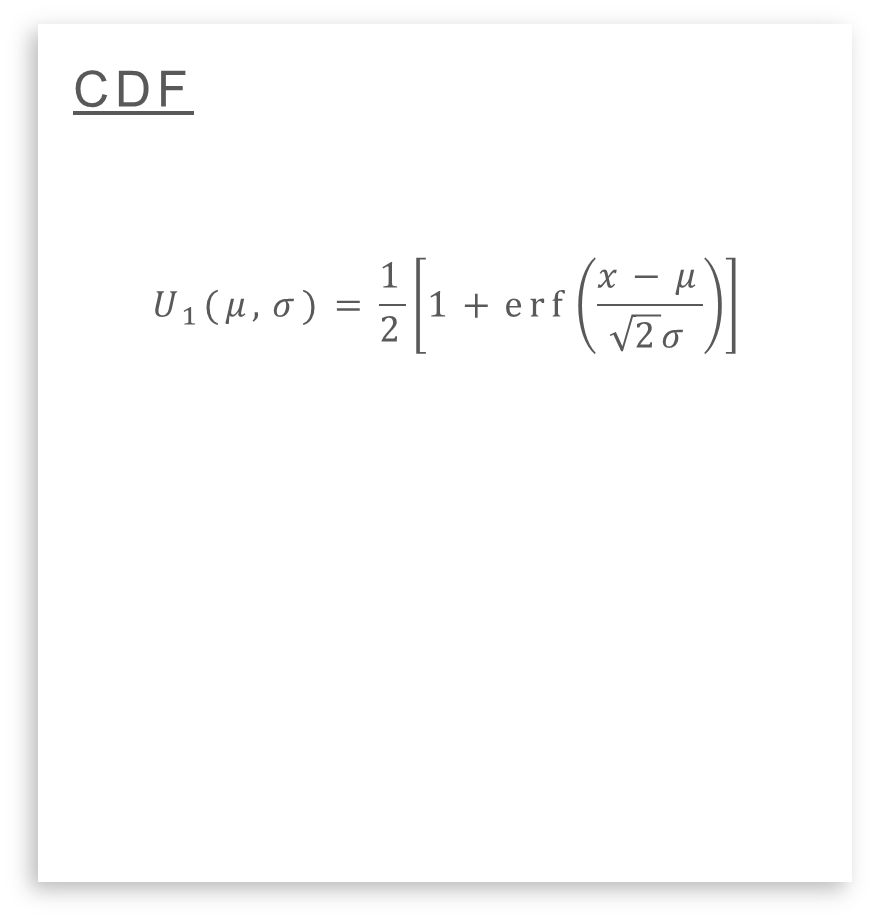 CDF
U₁(μ, σ) = 1/2 [1 + erf((x − μ)/(√2σ))]